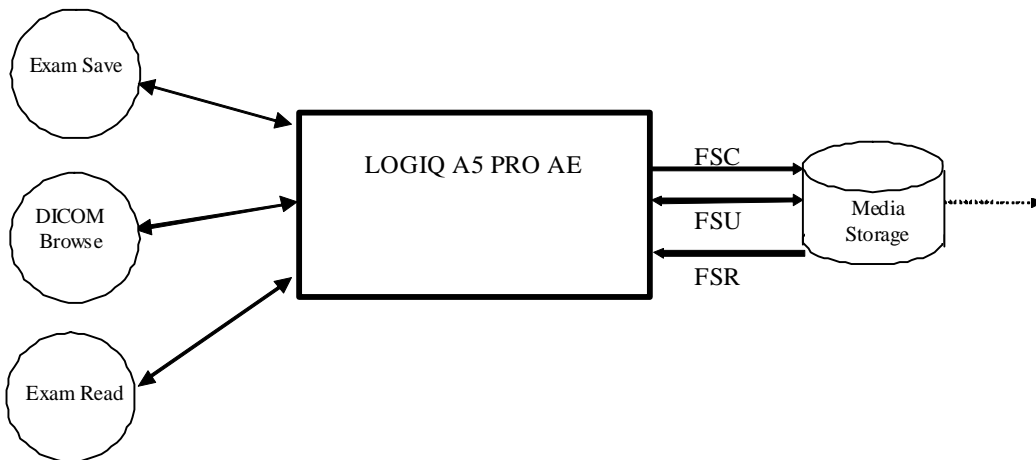 Exam Save
LOGIQ A5 PRO AE
FSC
DICOM
Browse
FSU
Media
Storage
FSR
Exam Read